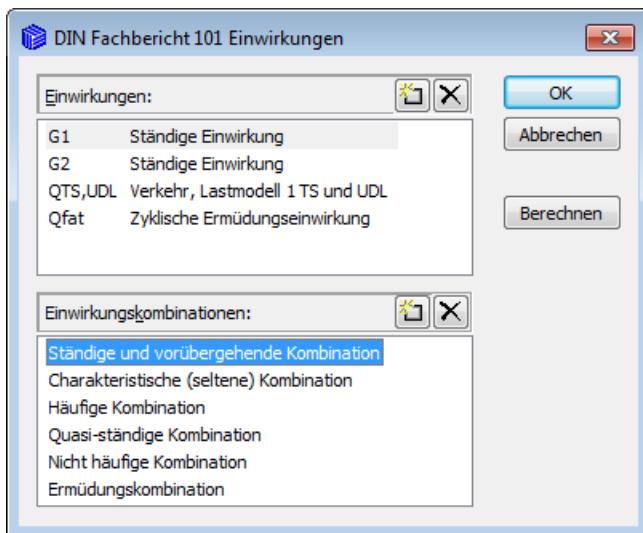 DIN Fachbericht 101 Einwirkungen
Einwirkungen:
G1 Ständige Einwirkung
G2 Ständige Einwirkung
QTS,UDL Verkehr, Lastmodell 1 TS und UDL
Qfat Zyklische Ermüdungseinwirkung
OK
Abbrechen
Berechnen
Einwirkungskombinationen:
Ständige und vorübergehende Kombination
Charakteristische (seltene) Kombination
Häufige Kombination
Quasi-ständige Kombination
Nicht häufige Kombination
Ermüdungskombination